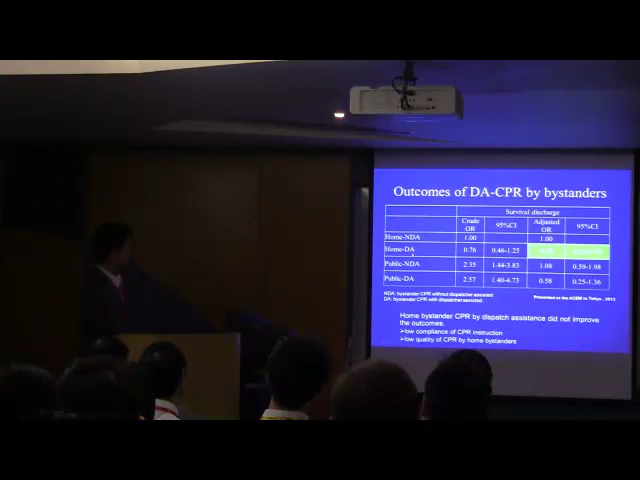 Outcomes of DA-CPR by bystanders
Survival discharge
Crude OR 95%CI Adjusted OR 95%CI
Home-NDA 1.00 1.00
Home-DA 0.76 0.46-1.25
Public-NDA 2.35 1.44-3.83 1.08 0.59-1.98
Public-DA 2.57 1.40-4.73 0.58 0.25-1.36
NDA: bystander CPR without dispatcher assisted
DA: bystander CPR with dispatcher assisted
Presented in the ACEM in Tokyo, 2013
Home bystander CPR by dispatch assistance did not improve
the outcomes.
➢low compliance of CPR instruction
➢low quality of CPR by home bystanders